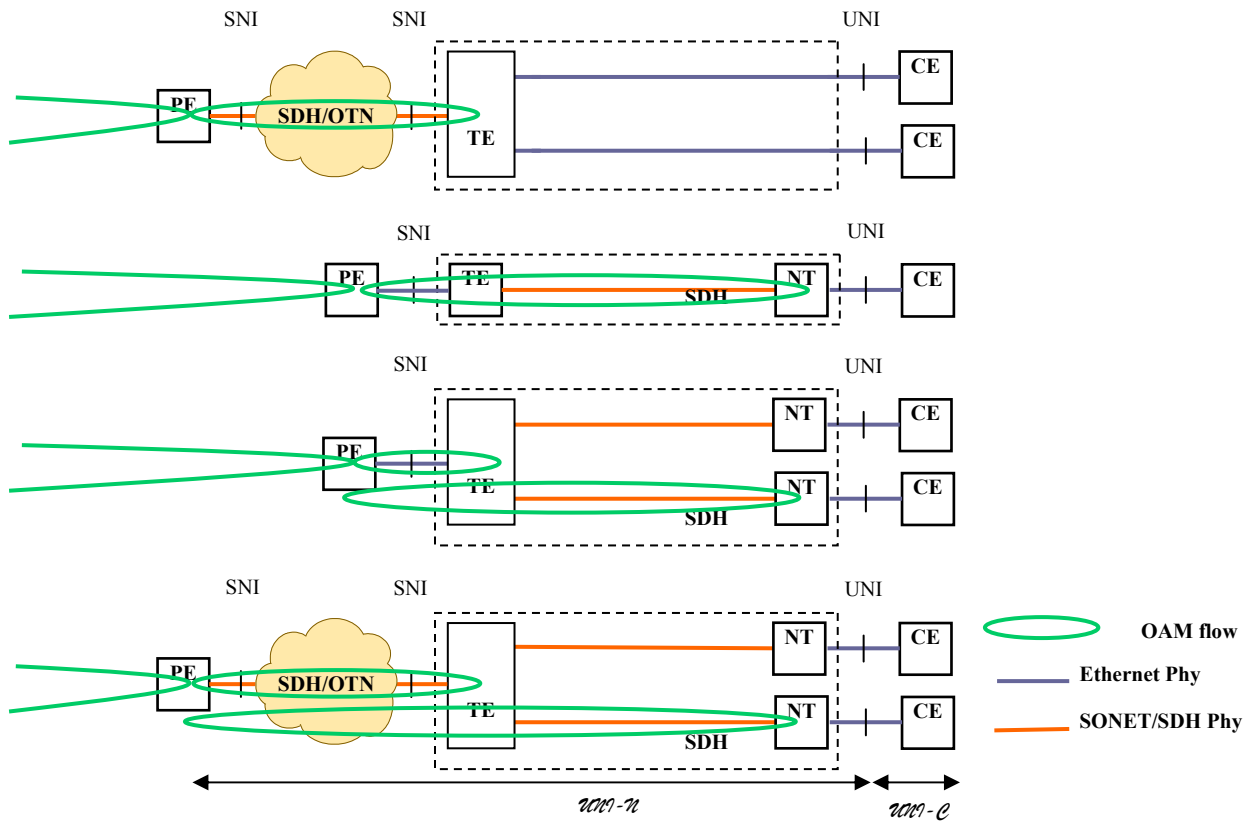 SNI SNI UNI
CE
PE
SDH/OTN
TE
CE
SNI UNI
PE TE NT CE
SDH
SNI UNI
NT CE
PE
TE NT CE
SDH
SNI SNI UNI
NT CE
OAM flow
PE
SDH/OTN
Ethernet Phy
TE NT CE
SONET/SDH Phy
SDH
UNI-N UNI-C